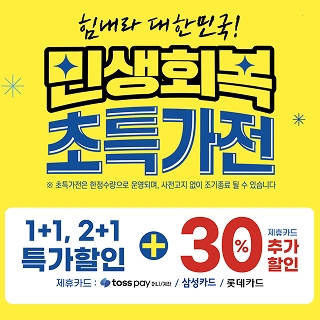 힘내라 대한민국!
민생회복
초특가전
※ 초특가전은 한정수량으로 운영되며, 사전고지 없이 조기종료 될 수 있습니다
1+1, 2+1
특가할인
+
30%
제휴카드
추가
할인
제휴카드 : toss pay 머니/계좌 / 삼성카드 / 롯데카드